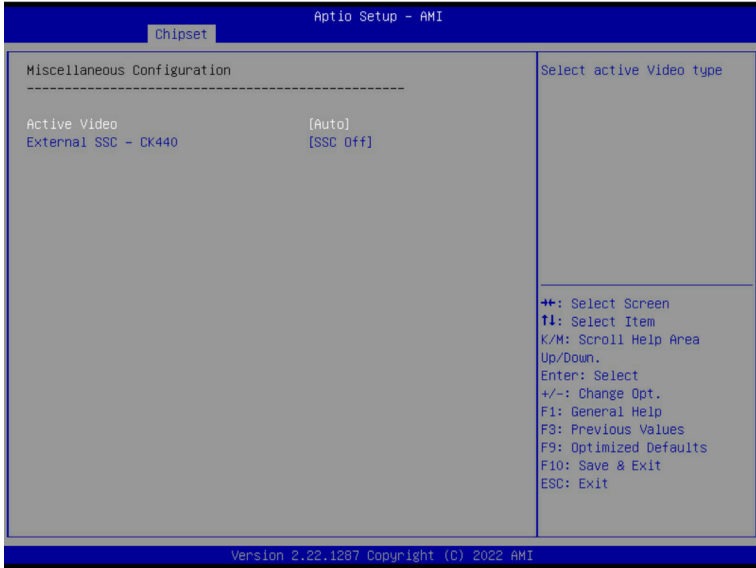 Aptio Setup – AMI
Chipset
Miscellaneous Configuration
--------------------------------------------------
Active Video [Auto]
External SSC – CK440 [SSC Off]
Select active Video type
→←: Select Screen
↑↓: Select Item
K/M: Scroll Help Area
Up/Down.
Enter: Select
+/-: Change Opt.
F1: General Help
F3: Previous Values
F9: Optimized Defaults
F10: Save & Exit
ESC: Exit
Version 2.22.1287 Copyright (C) 2022 AMI